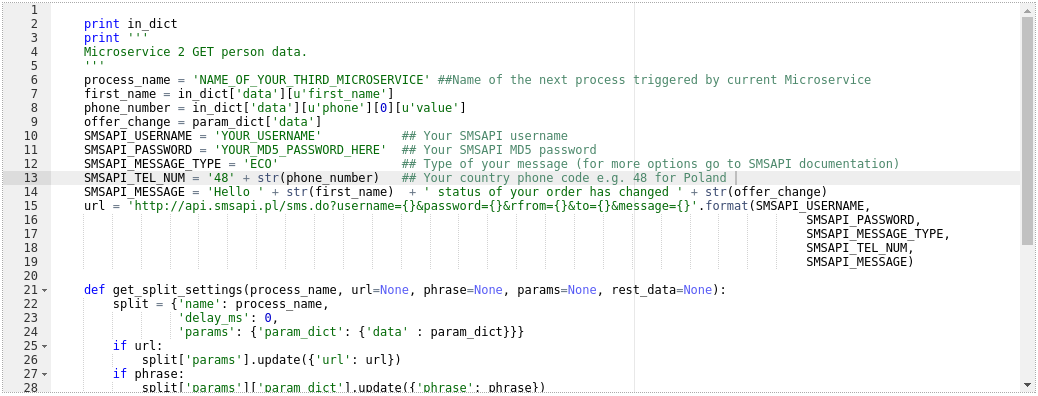 1
2 print in_dict
3 print '''
4 Microservice 2 GET person data.
5 '''
6 process_name = 'NAME_OF_YOUR_THIRD_MICROSERVICE' ##Name of the next process triggered by current Microservice
7 first_name = in_dict['data'][u'first_name']
8 phone_number = in_dict['data'][u'phone'][0][u'value']
9 offer_change = param_dict['data']
10 SMSAPI_USERNAME = 'YOUR_USERNAME' ## Your SMSAPI username
11 SMSAPI_PASSWORD = 'YOUR_MD5_PASSWORD_HERE' ## Your SMSAPI MD5 password
12 SMSAPI_MESSAGE_TYPE = 'ECO' ## Type of your message (for more options go to SMSAPI documentation)
13 SMSAPI_TEL_NUM = '48' + str(phone_number) ## Your country phone code e.g. 48 for Poland
14 SMSAPI_MESSAGE = 'Hello ' + str(first_name) + ' status of your order has changed ' + str(offer_change)
15 url = 'http://api.smsapi.pl/sms.do?username={}&password={}&rfrom={}&to={}&message={}'.format(SMSAPI_USERNAME,
16 SMSAPI_PASSWORD,
17 SMSAPI_MESSAGE_TYPE,
18 SMSAPI_TEL_NUM,
19 SMSAPI_MESSAGE)
20
21 def get_split_settings(process_name, url=None, phrase=None, params=None, rest_data=None):
22 split = {'name': process_name,
23 'delay_ms': 0,
24 'params': {'param_dict': {'data' : param_dict}}}
25 if url:
26 split['params'].update({'url': url})
27 if phrase:
28 split['params']['param_dict'].update({'phrase': phrase})